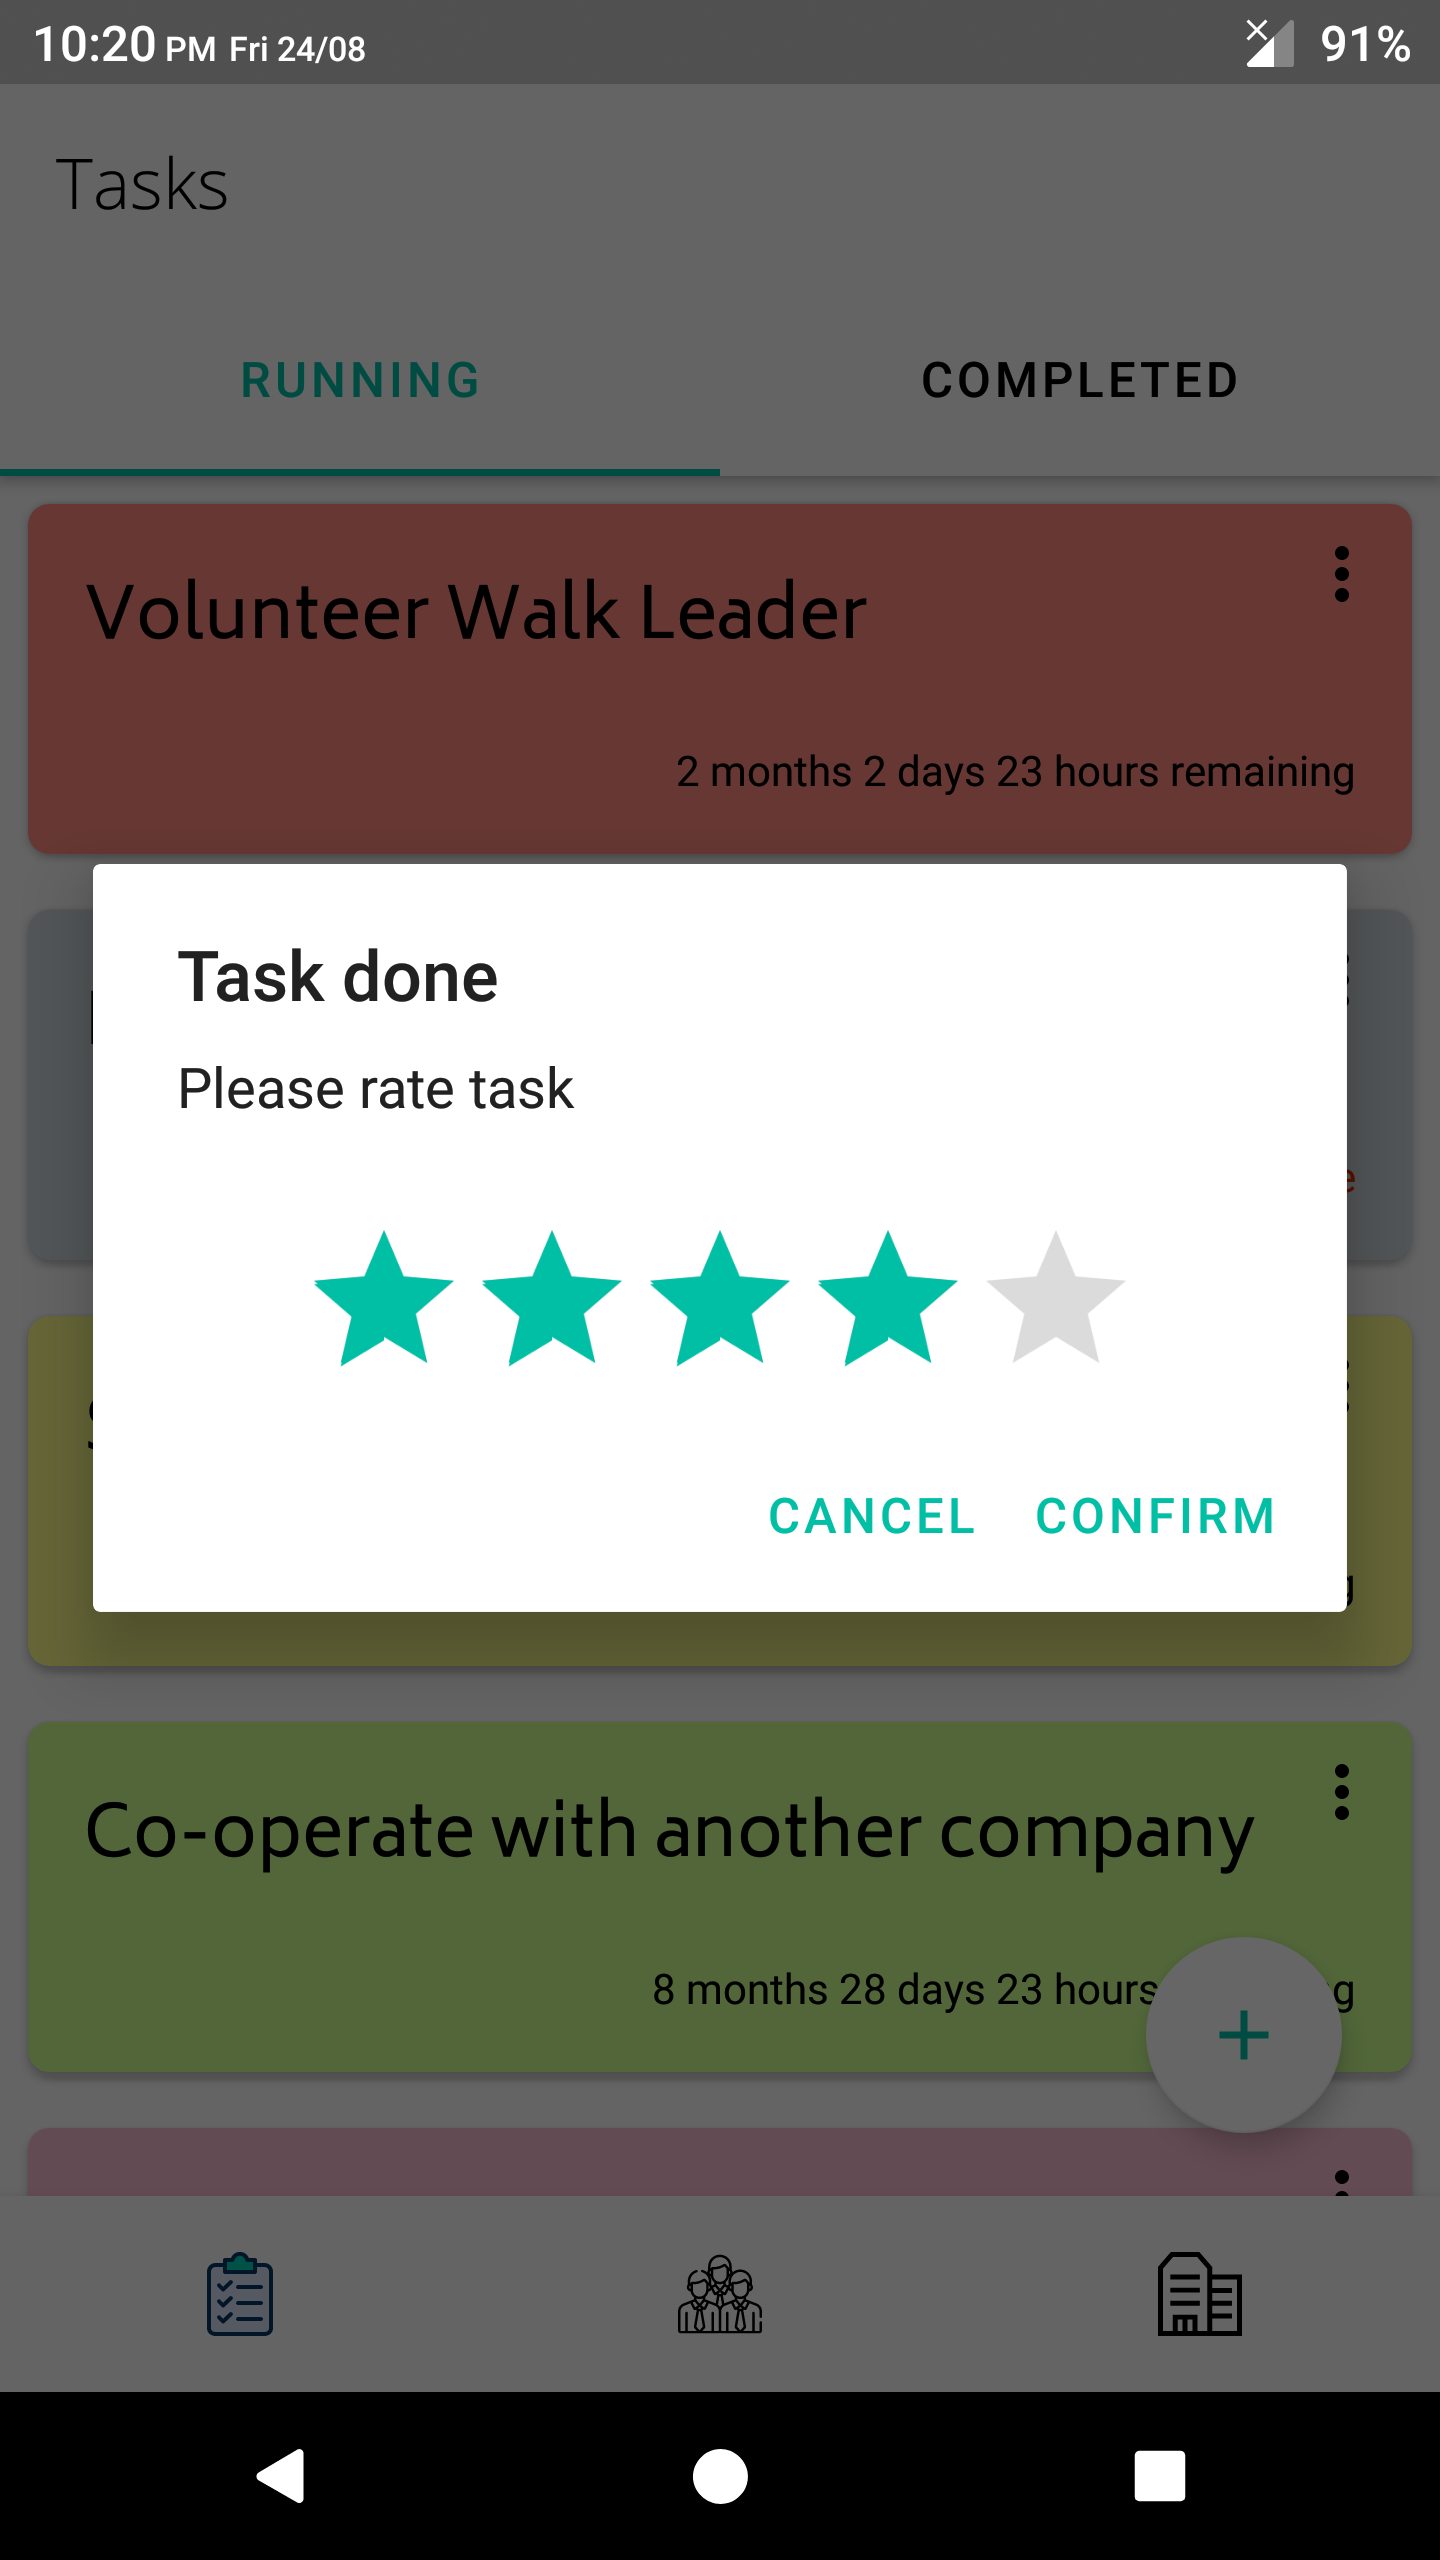 10:20 PM Fri 24/08
91%
Tasks
RUNNING
COMPLETED
Volunteer Walk Leader
2 months 2 days 23 hours remaining
Task done
Please rate task
CANCEL
CONFIRM
Co-operate with another company
8 months 28 days 23 hours